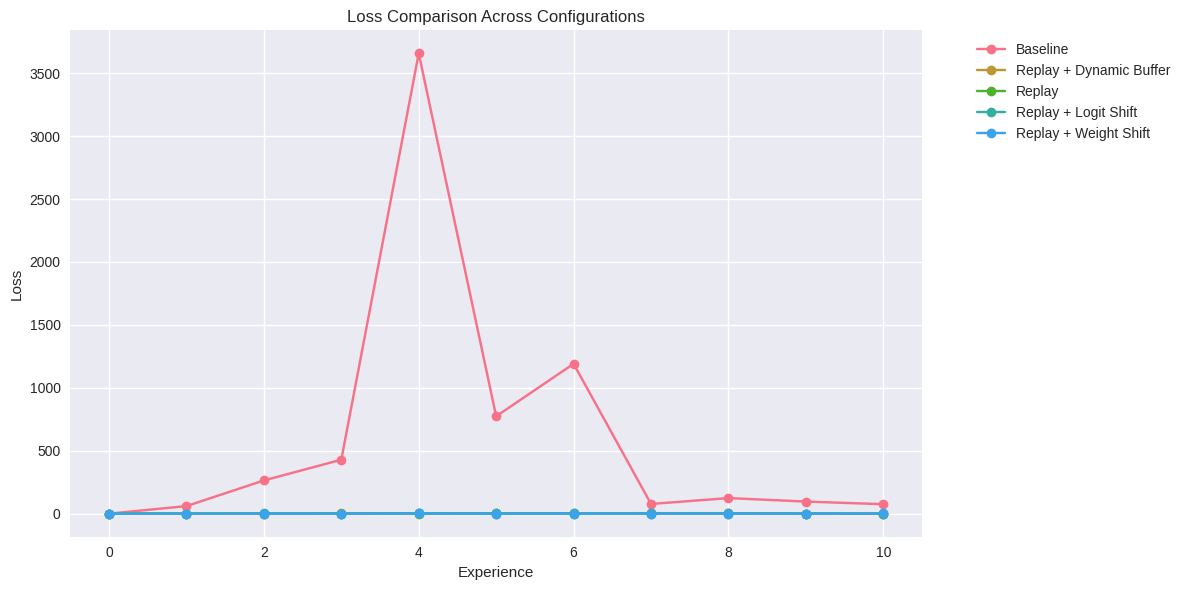 Loss Comparison Across Configurations
Loss
3500
3000
2500
2000
1500
1000
500
0
0 2 4 6 8 10
Experience
Baseline
Replay + Dynamic Buffer
Replay
Replay + Logit Shift
Replay + Weight Shift